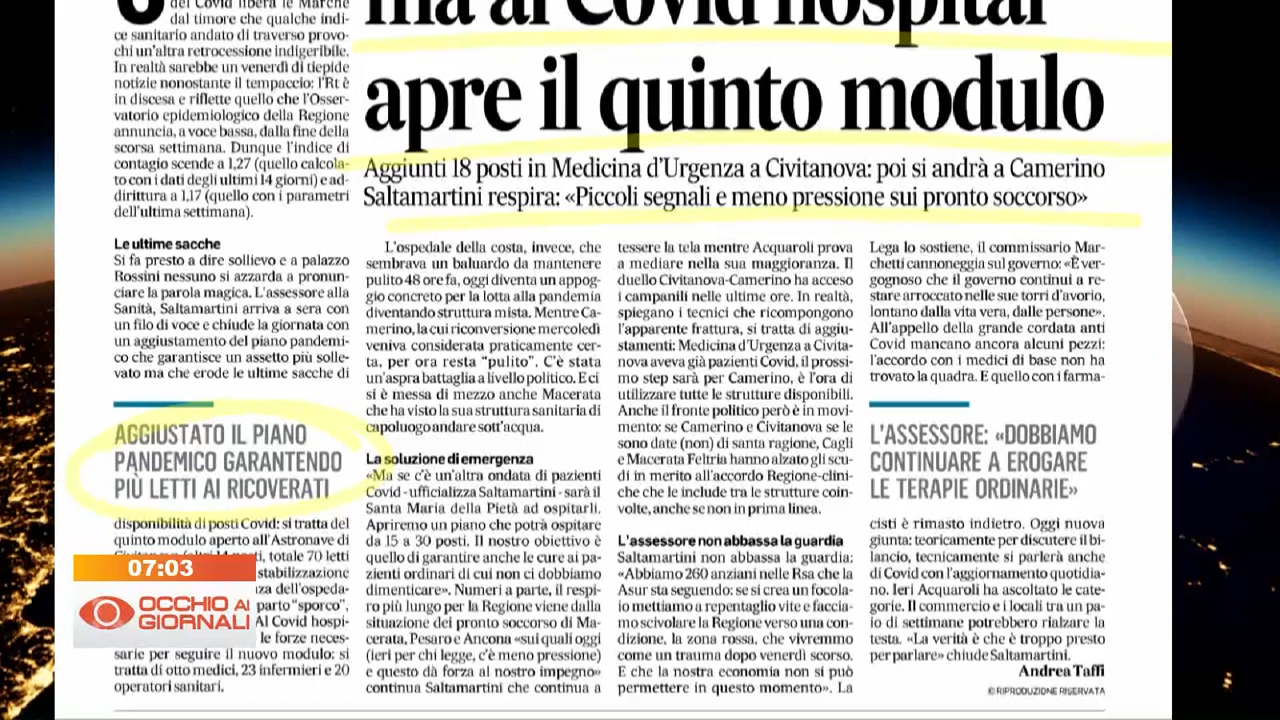 del Covid libera le Marche
dal timore che qualche indi-
ce sanitario andato di traverso provo-
chi un'altra retrocessione indigeribile.
In realtà sarebbe un venerdì di tiepide
notizie nonostante il tempaccio: l'Rt è
in discesa e riflette quello che l'Osser-
vatorio epidemiologico della Regione
annuncia, a voce bassa, dalla fine della
scorsa settimana. Dunque l'indice di
contagio scende a 1,27 (quello calcola-
to con i dati degli ultimi 14 giorni) e ad-
dirittura a 1,17 (quello con i parametri
dell'ultima settimana).
ma al Covid hospital
apre il quinto modulo
Aggiunti 18 posti in Medicina d'Urgenza a Civitanova: poi si andrà a Camerino
Saltamartini respira: «Piccoli segnali e meno pressione sui pronto soccorso»
Le ultime sacche
Si fa presto a dire sollievo e a palazzo
Rossini nessuno si azzarda a pronun-
ciare la parola magica. L'assessore alla
Sanità, Saltamartini arriva a sera con
un filo di voce e chiude la giornata con
un aggiustamento del piano pandemi-
co che garantisce un assetto più solle-
vato ma che erode le ultime sacche di
AGGIUSTATO IL PIANO
PANDEMICO GARANTENDO
PIÙ LETTI AI RICOVERATI
disponibilità di posti Covid: si tratta del
quinto modulo aperto all'Astronave di
totale 70 letti
stabilizzazione
za dell'ospeda-
parto "sporco",
Al Covid hospi-
le forze neces-
sarie per seguire il nuovo modulo: si
tratta di otto medici, 23 infermieri e 20
operatori sanitari.
07:03
OCCHIO AI
GIORNALI
L'ospedale della costa, invece, che
sembrava un baluardo da mantenere
pulito 48 ore fa, oggi diventa un appog-
gio concreto per la lotta alla pandemia
diventando struttura mista. Mentre Ca-
merino, la cui riconversione mercoledì
veniva considerata praticamente cer-
ta, per ora resta "pulito". C'è stata
un'aspra battaglia a livello politico. E ci
si è messa di mezzo anche Macerata
che ha visto la sua struttura sanitaria di
capoluogo andare sott'acqua.
La soluzione di emergenza
«Ma se c'è un'altra ondata di pazienti
Covid - ufficializza Saltamartini - sarà il
Santa Maria della Pietà ad ospitarli.
Apriremo un piano che potrà ospitare
da 15 a 30 posti. Il nostro obiettivo è
quello di garantire anche le cure ai pa-
zienti ordinari di cui non ci dobbiamo
dimenticare». Numeri a parte, il respi-
ro più lungo per la Regione viene dalla
situazione dei pronto soccorso di Ma-
cerata, Pesaro e Ancona «sui quali oggi
(ieri per chi legge, c'è meno pressione)
e questo dà forza al nostro impegno»
continua Saltamartini che continua a
tessere la tela mentre Acquaroli prova
a mediare nella sua maggioranza. Il
duello Civitanova-Camerino ha acceso
i campanili nelle ultime ore. In realtà,
spiegano i tecnici che ricompongono
l'apparente frattura, si tratta di aggiu-
stamenti: Medicina d'Urgenza a Civita-
nova aveva già pazienti Covid, il prossi-
mo step sarà per Camerino, è l'ora di
utilizzare tutte le strutture disponibili.
Anche il fronte politico però è in movi-
mento: se Camerino e Civitanova se le
sono date (non) di santa ragione, Cagli
e Macerata Feltria hanno alzato gli scu-
di in merito all'accordo Regione-clini-
che che le include tra le strutture coin-
volte, anche se non in prima linea.
L'assessore non abbassa la guardia
Saltamartini non abbassa la guardia:
«Abbiamo 260 anziani nelle Rsa che la
Asur sta seguendo: se si crea un focola-
io mettiamo a repentaglio vite e faccia-
mo scivolare la Regione verso una con-
dizione, la zona rossa, che vivremmo
come un trauma dopo venerdì scorso.
E che la nostra economia non si può
permettere in questo momento». La
Lega lo sostiene, il commissario Mar-
chetti cannoneggia sul governo: «È ver-
gognoso che il governo continui a re-
stare arroccato nelle sue torri d'avorio,
lontano dalla vita vera, dalle persone».
All'appello della grande cordata anti
Covid mancano ancora alcuni pezzi:
l'accordo con i medici di base non ha
trovato la quadra. E quello con i farma-
L'ASSESSORE: «DOBBIAMO
CONTINUARE A EROGARE
LE TERAPIE ORDINARIE»
cisti è rimasto indietro. Oggi nuova
giunta: teoricamente per discutere il bi-
lancio, tecnicamente si parlerà anche
di Covid con l'aggiornamento quotidia-
no. Ieri Acquaroli ha ascoltato le cate-
gorie. Il commercio e i locali tra un pa-
io di settimane potrebbero rialzare la
testa. «La verità è che è troppo presto
per parlare» chiude Saltamartini.
Andrea Taffi
© RIPRODUZIONE RISERVATA